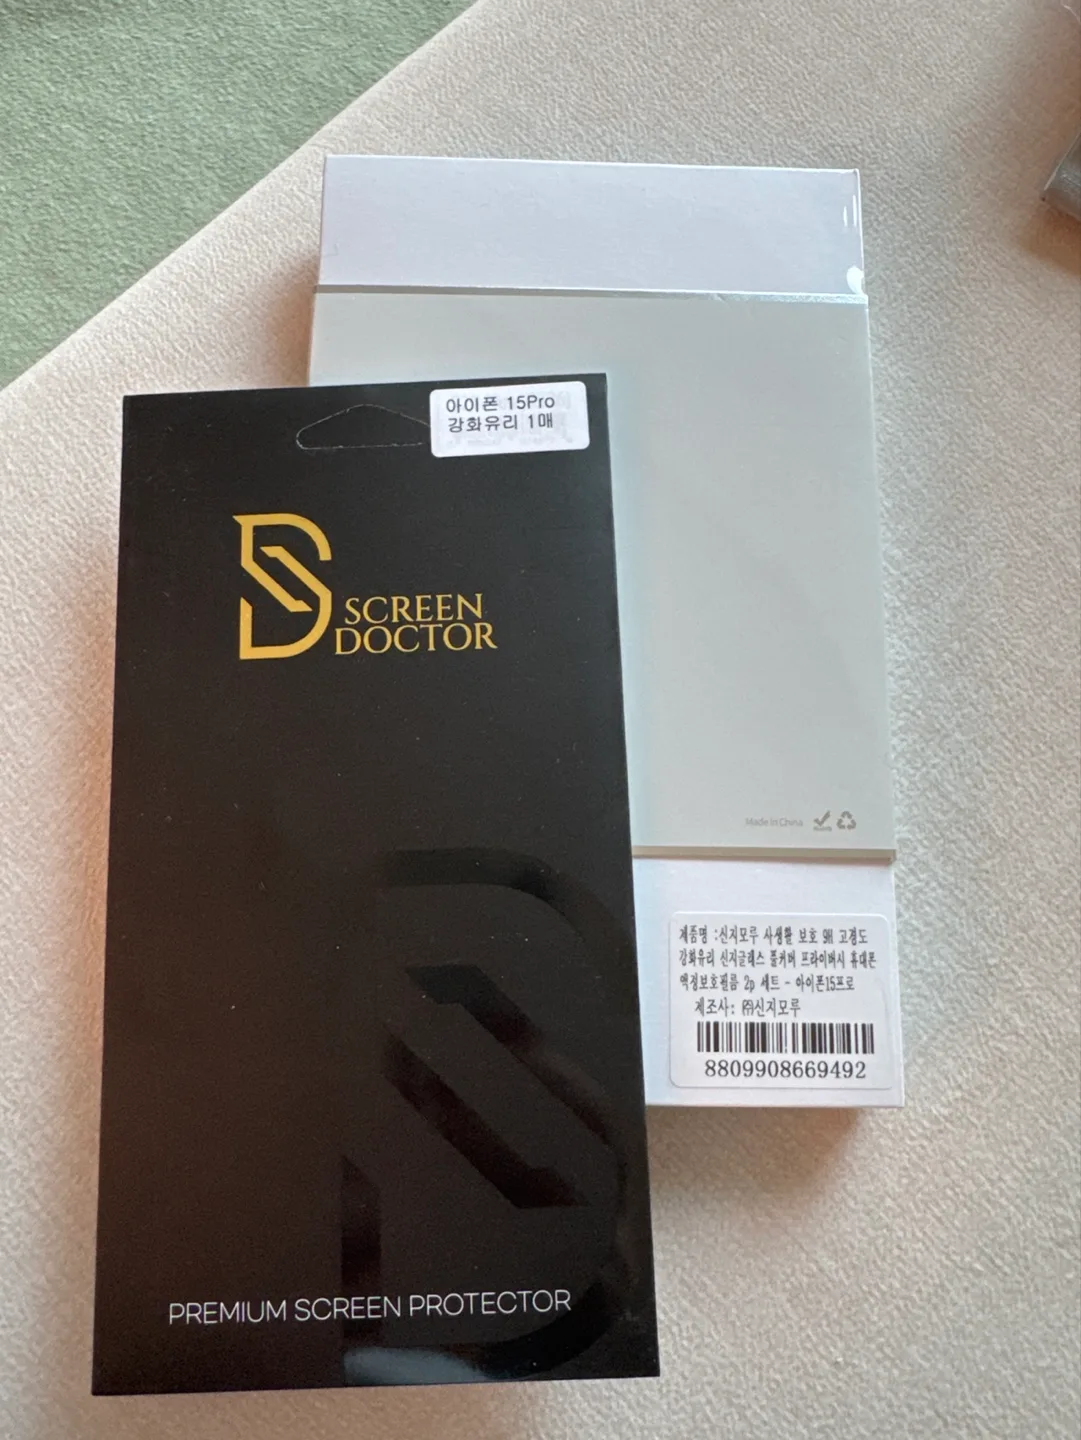 아이폰 15Pro
강화유리 1매
SCREEN
DOCTOR
PREMIUM SCREEN PROTECTOR
Made In China
RoHS
제품명 :신지모루 사생활 보호 9H 고경도
강화유리 신지글래스 풀커버 프라이버시 휴대폰
액정보호필름 2p 세트 - 아이폰15프로
제조사: ㈜신지모루
8809908669492